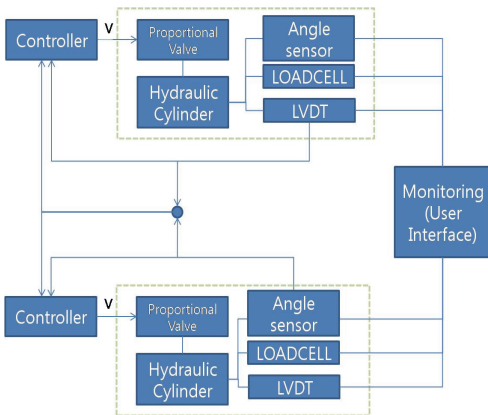 Controller
V
Proportional
Valve
Hydraulic
Cylinder
Angle
sensor
LOADCELL
LVDT
Monitoring
(User
Interface)
Controller
V
Proportional
Valve
Hydraulic
Cylinder
Angle
sensor
LOADCELL
LVDT